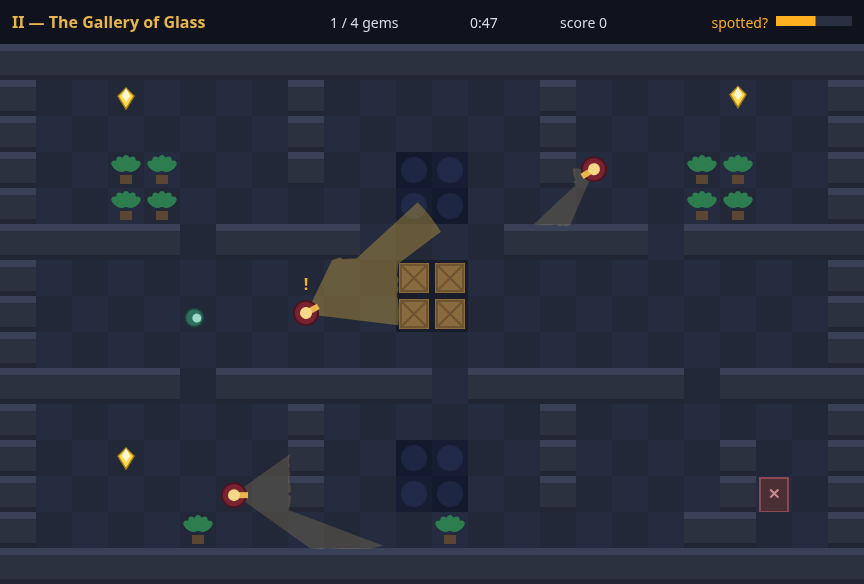 II — The Gallery of Glass
1 / 4 gems
0:47
score 0
spotted?
!
×